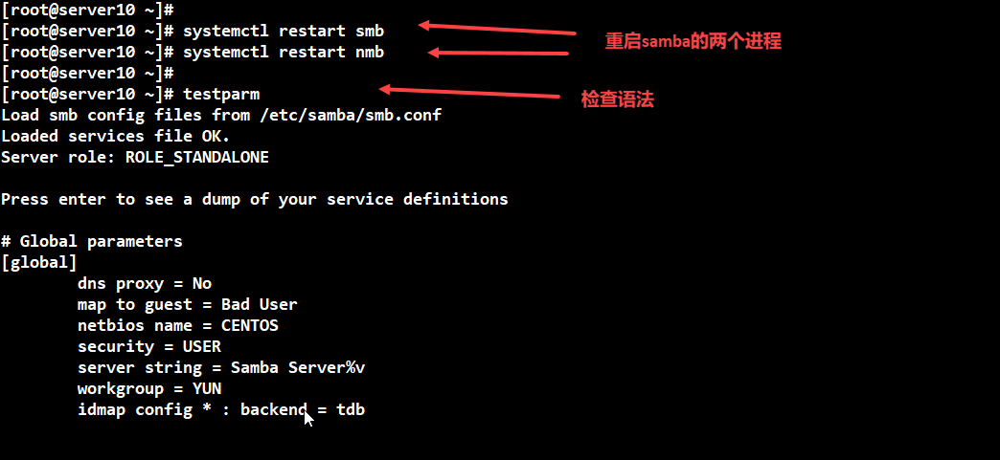 [root@server10 ~]#
[root@server10 ~]# systemctl restart smb
[root@server10 ~]# systemctl restart nmb
重启samba的两个进程
[root@server10 ~]#
[root@server10 ~]# testparm
检查语法
Load smb config files from /etc/samba/smb.conf
Loaded services file OK.
Server role: ROLE_STANDALONE
Press enter to see a dump of your service definitions
# Global parameters
[global]
dns proxy = No
map to guest = Bad User
netbios name = CENTOS
security = USER
server string = Samba Server%v
workgroup = YUN
idmap config * : backend = tdb